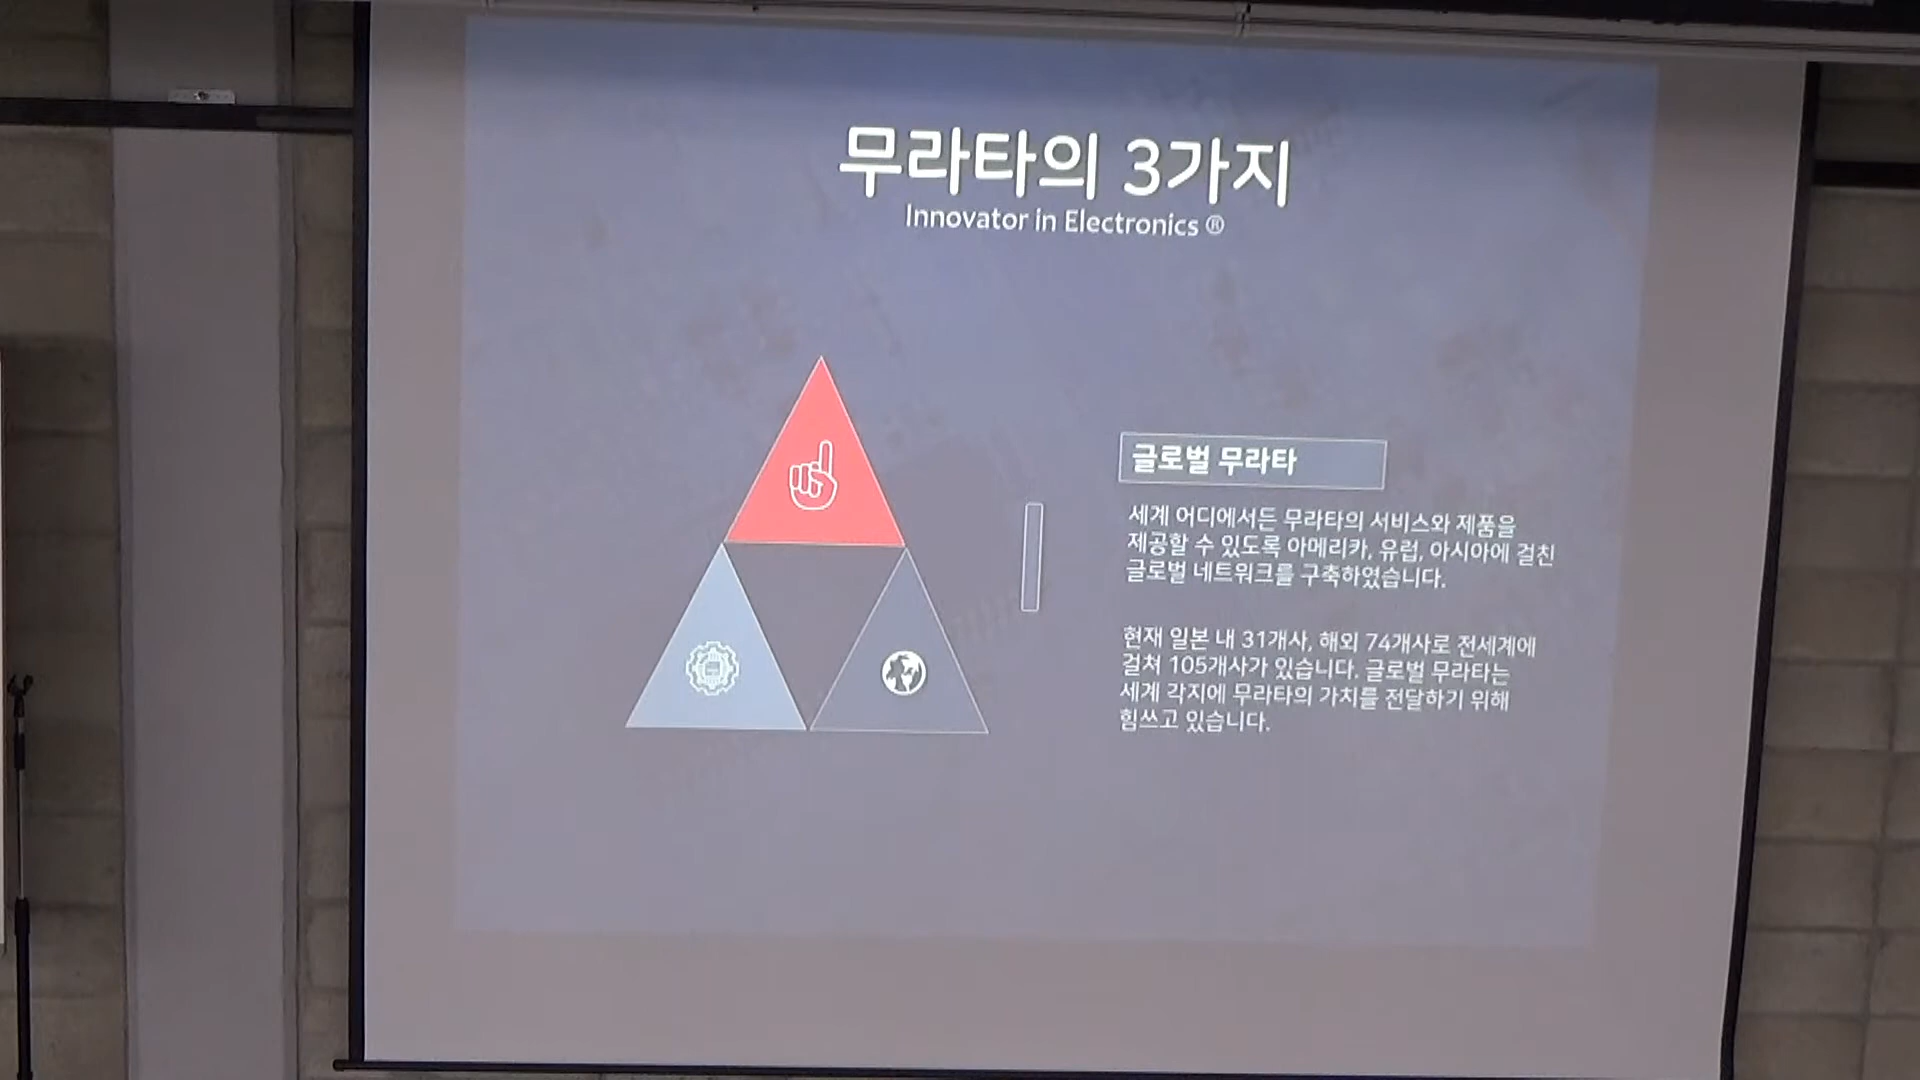 무라타의 3가지
Innovator in Electronics ®
글로벌 무라타
세계 어디에서든 무라타의 서비스와 제품을
제공할 수 있도록 아메리카, 유럽, 아시아에 걸친
글로벌 네트워크를 구축하였습니다.
현재 일본 내 31개사, 해외 74개사로 전세계에
걸쳐 105개사가 있습니다. 글로벌 무라타는
세계 각지에 무라타의 가치를 전달하기 위해
힘쓰고 있습니다.